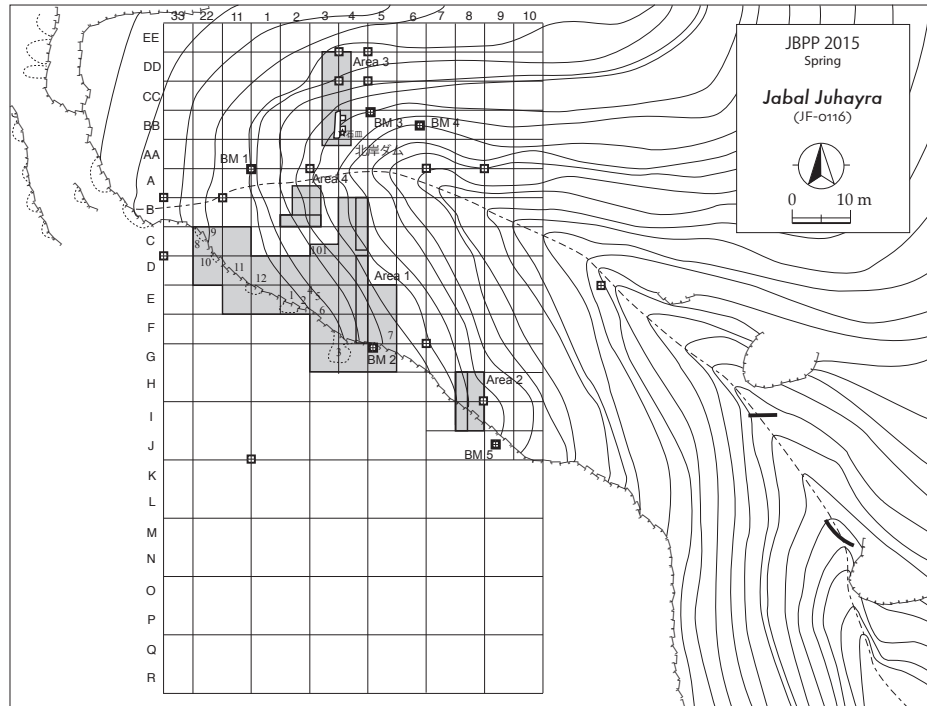 33 22 11 1 2 3 4 5 6 7 8 9 10
EE
DD
CC
BB
AA
A
B
C
D
E
F
G
H
I
J
K
L
M
N
O
P
Q
R
Area 3
BM 3
BM 4
石皿
北岸ダム
BM 1
Area 4
9
8
10
101
11
12
Area 1
1
2
4
5
6
7
3
BM 2
Area 2
BM 5
JBPP 2015
Spring
Jabal Juhayra
(JF-0116)
0 10 m